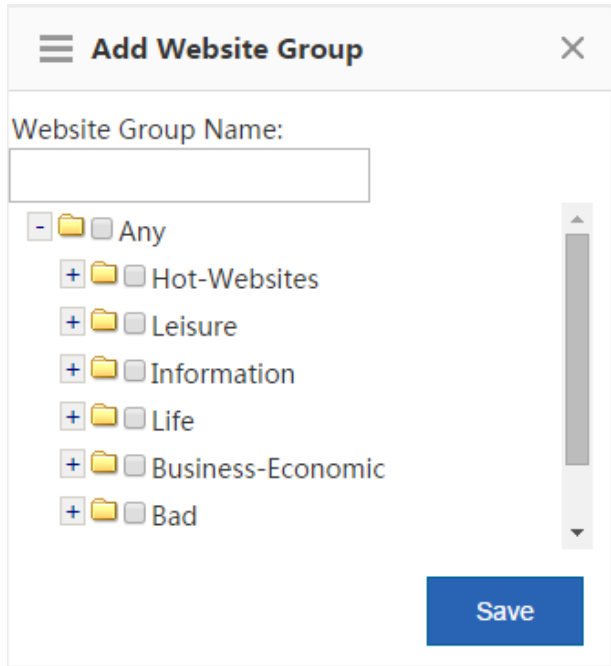 Add Website Group
Website Group Name:
Any
Hot-Websites
Leisure
Information
Life
Business-Economic
Bad
Save